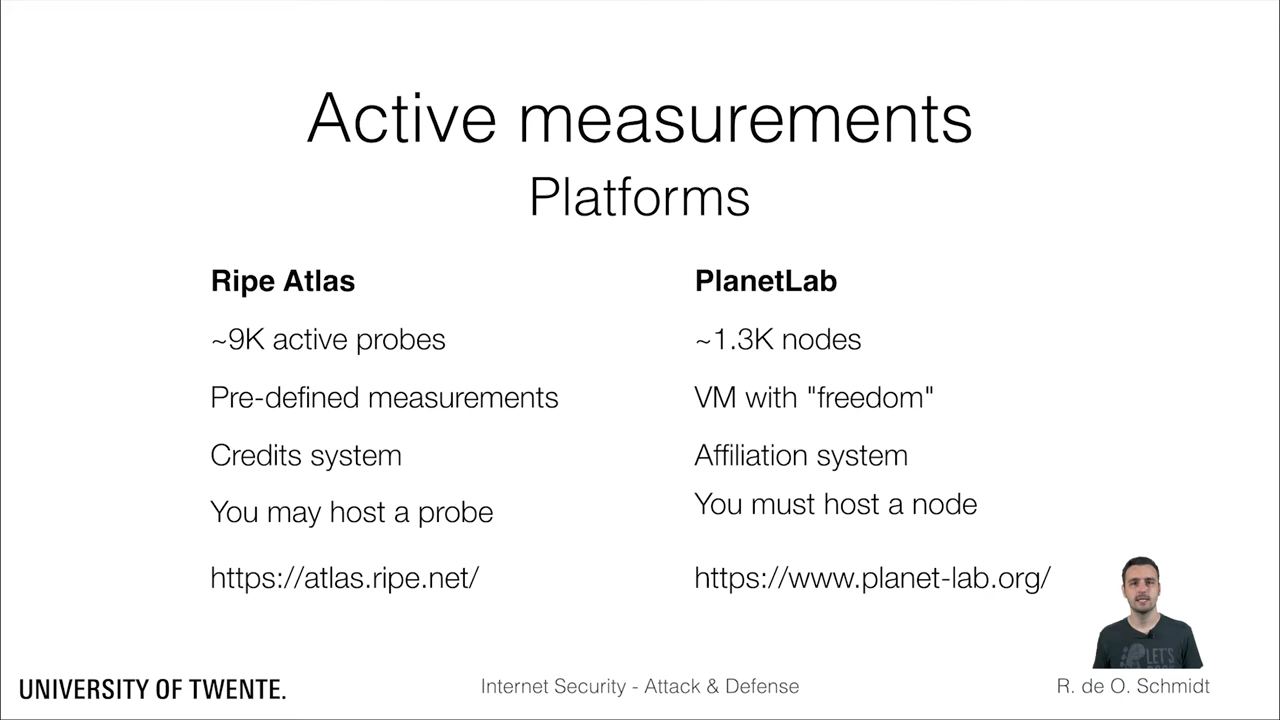 Active measurements
Platforms
Ripe Atlas
~9K active probes
Pre-defined measurements
Credits system
You may host a probe
https://atlas.ripe.net/
PlanetLab
~1.3K nodes
VM with "freedom"
Affiliation system
You must host a node
https://www.planet-lab.org/
LET'S
UNIVERSITY OF TWENTE.
Internet Security - Attack & Defense
R. de O. Schmidt